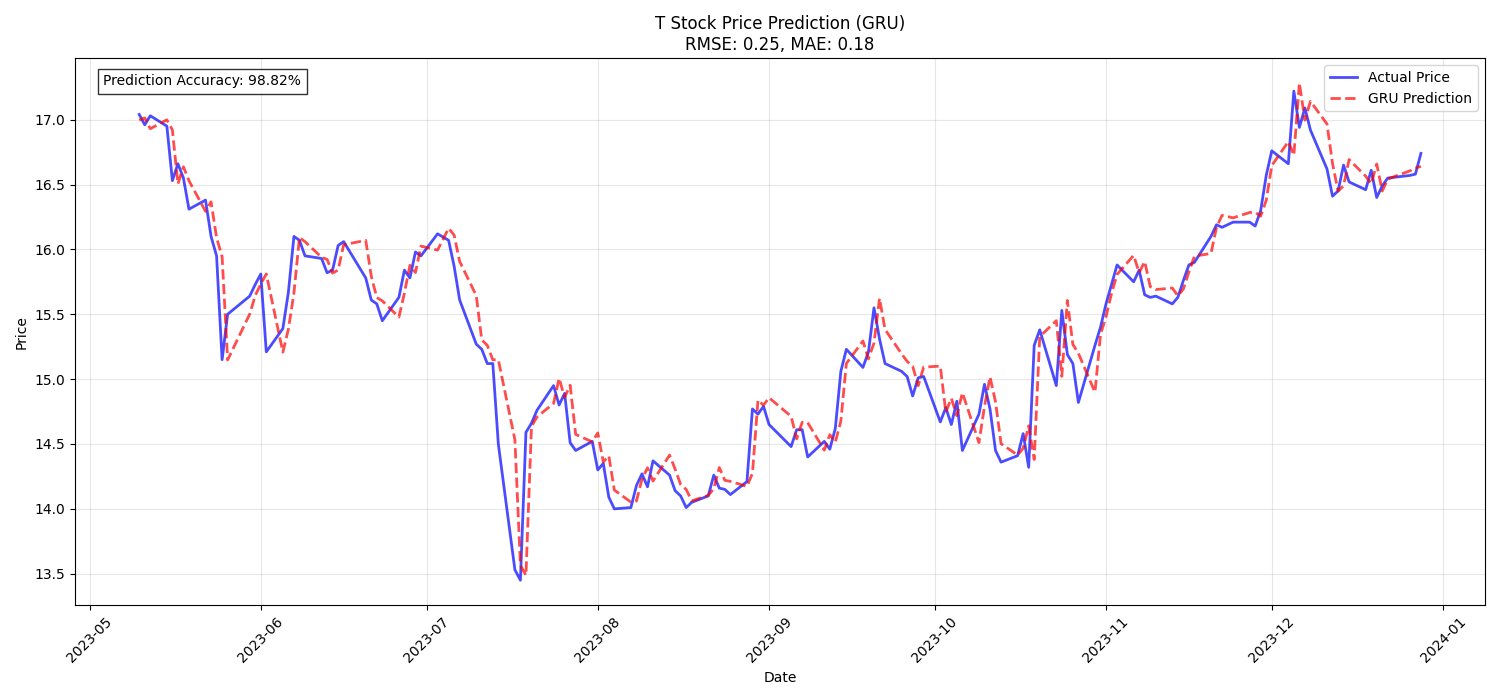 T Stock Price Prediction (GRU)
RMSE: 0.25, MAE: 0.18
Prediction Accuracy: 98.82%
Actual Price
GRU Prediction
Price
17.0
16.5
16.0
15.5
15.0
14.5
14.0
13.5
2023-05
2023-06
2023-07
2023-08
2023-09
2023-10
2023-11
2023-12
2024-01
Date